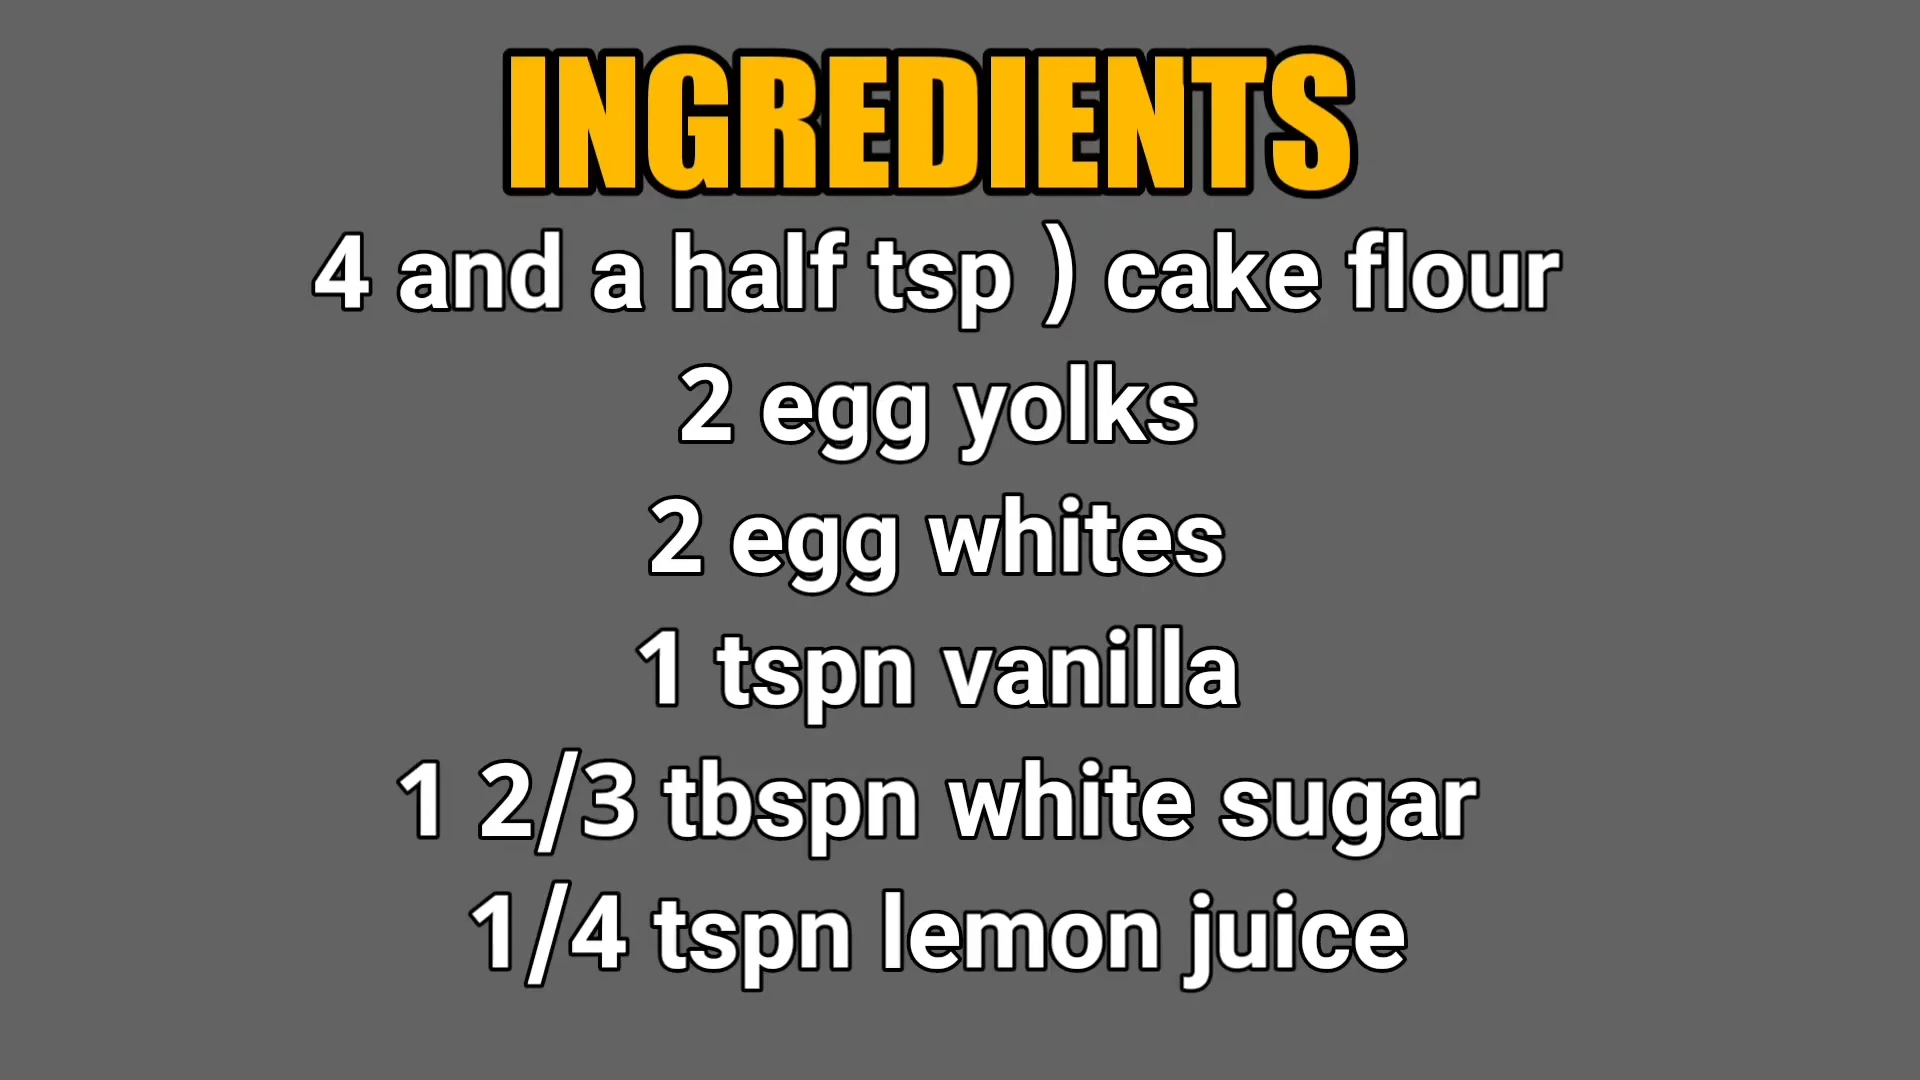 INGREDIENTS
4 and a half tsp ) cake flour
2 egg yolks
2 egg whites
1 tspn vanilla
1 2/3 tbspn white sugar
1/4 tspn lemon juice